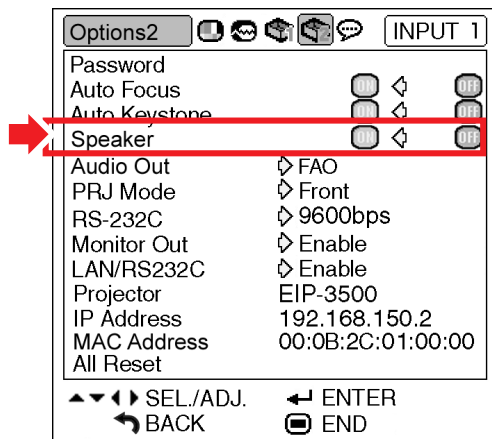 Options2 1 2 INPUT 1
Password
Auto Focus ON OFF
Auto Keystone ON OFF
Speaker ON OFF
Audio Out FAO
PRJ Mode Front
RS-232C 9600bps
Monitor Out Enable
LAN/RS232C Enable
Projector EIP-3500
IP Address 192.168.150.2
MAC Address 00:0B:2C:01:00:00
All Reset
SEL./ADJ. ENTER
BACK END